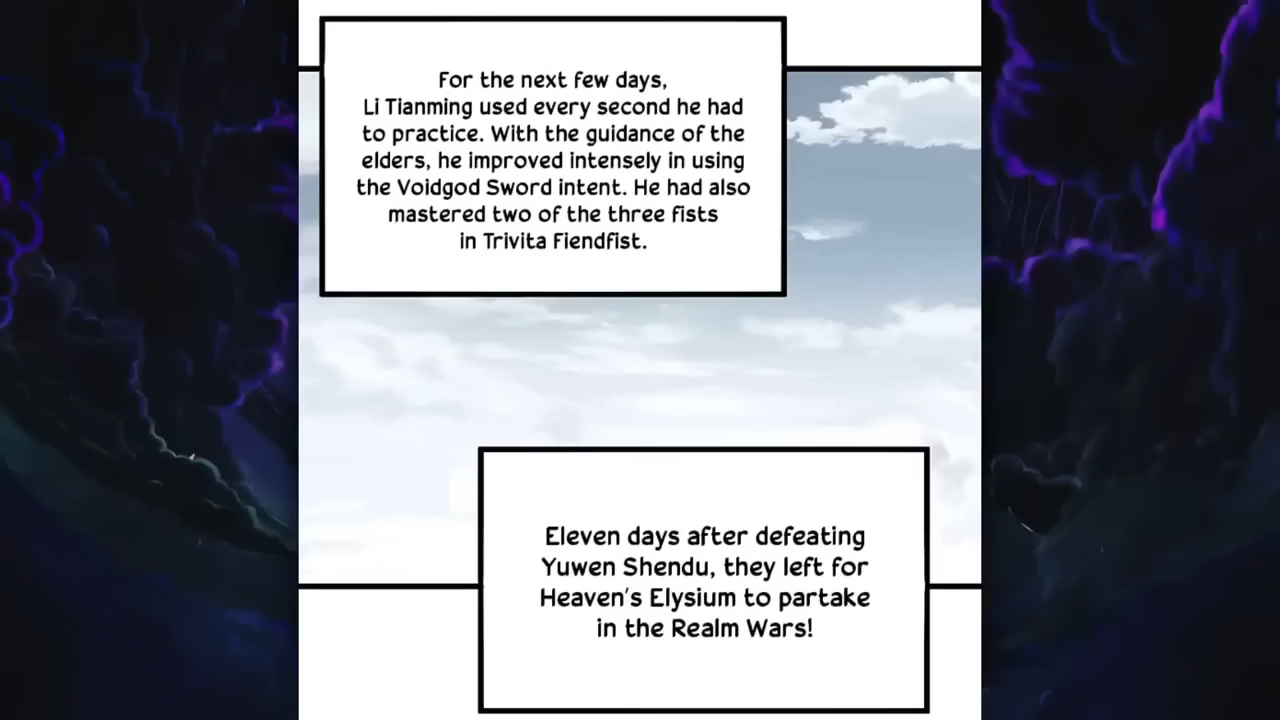 For the next few days,
Li Tianming used every second he had
to practice. With the guidance of the
elders, he improved intensely in using
the Voidgod Sword intent. He had also
mastered two of the three fists
in Trivita Fiendfist.
Eleven days after defeating
Yuwen Shendu, they left for
Heaven's Elysium to partake
in the Realm Wars!